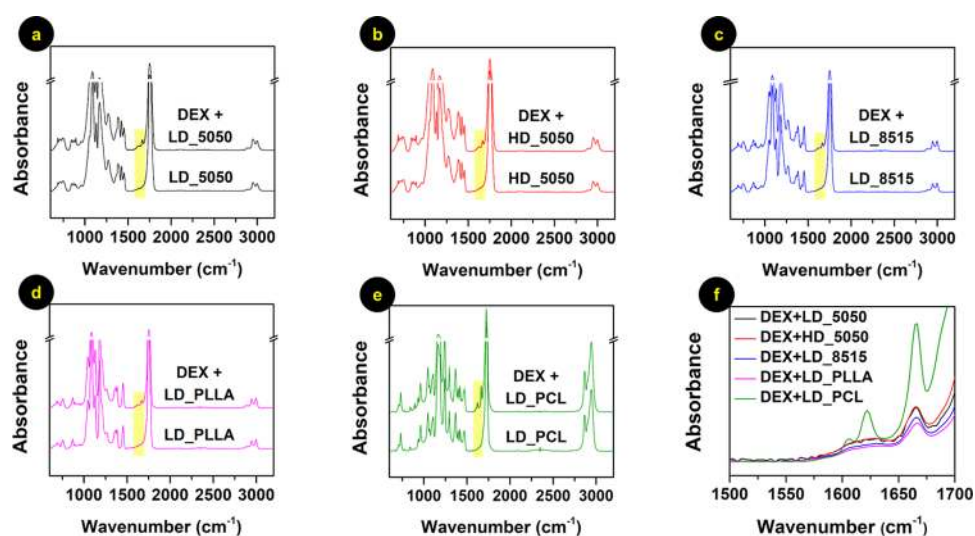 a
Absorbance
DEX +
LD_5050
LD_5050
1000 1500 2000 2500 3000
Wavenumber (cm⁻¹)
b
Absorbance
DEX +
HD_5050
HD_5050
1000 1500 2000 2500 3000
Wavenumber (cm⁻¹)
c
Absorbance
DEX +
LD_8515
LD_8515
1000 1500 2000 2500 3000
Wavenumber (cm⁻¹)
d
Absorbance
DEX +
LD_PLLA
LD_PLLA
1000 1500 2000 2500 3000
Wavenumber (cm⁻¹)
e
Absorbance
DEX +
LD_PCL
LD_PCL
1000 1500 2000 2500 3000
Wavenumber (cm⁻¹)
f
Absorbance
DEX+LD_5050
DEX+HD_5050
DEX+LD_8515
DEX+LD_PLLA
DEX+LD_PCL
1500 1550 1600 1650 1700
Wavenumber (cm⁻¹)